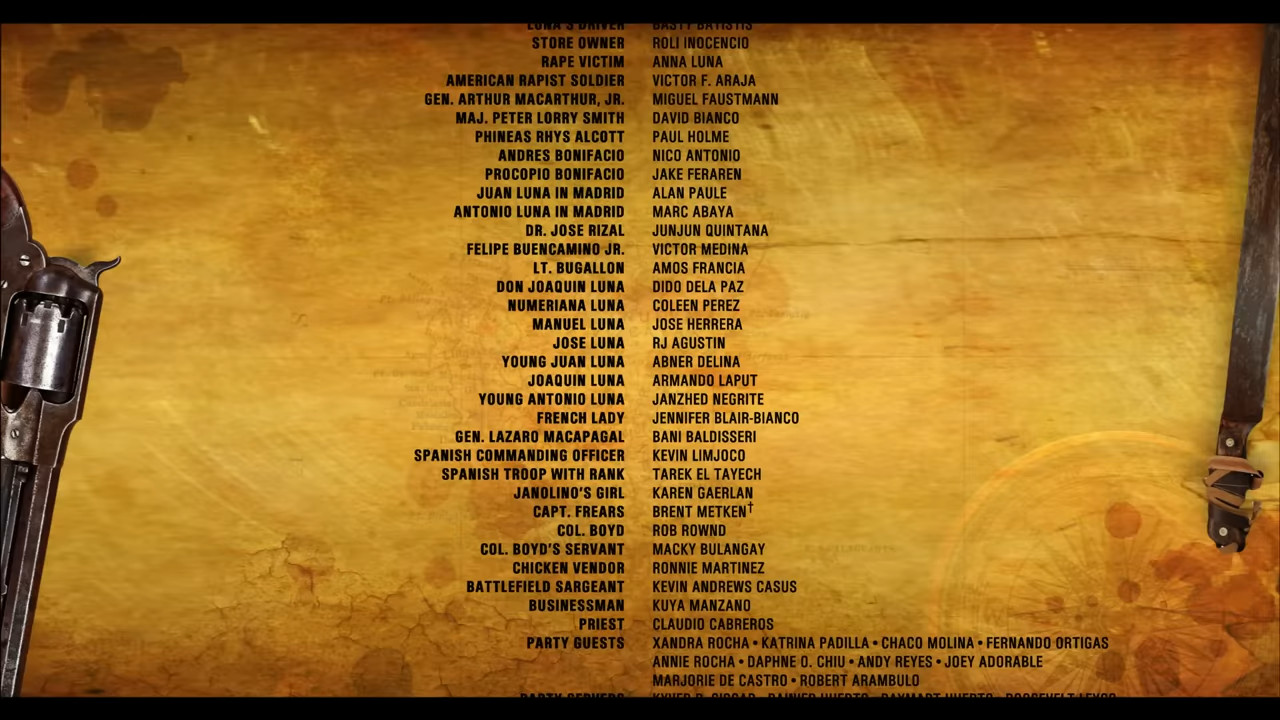 LUNA'S DRIVER BASTY BATISTIS
STORE OWNER ROLI INOCENCIO
RAPE VICTIM ANNA LUNA
AMERICAN RAPIST SOLDIER VICTOR F. ARAJA
GEN. ARTHUR MACARTHUR, JR. MIGUEL FAUSTMANN
MAJ. PETER LORRY SMITH DAVID BIANCO
PHINEAS RHYS ALCOTT PAUL HOLME
ANDRES BONIFACIO NICO ANTONIO
PROCOPIO BONIFACIO JAKE FERAREN
JUAN LUNA IN MADRID ALAN PAULE
ANTONIO LUNA IN MADRID MARC ABAYA
DR. JOSE RIZAL JUNJUN QUINTANA
FELIPE BUENCAMINO JR. VICTOR MEDINA
LT. BUGALLON AMOS FRANCIA
DON JOAQUIN LUNA DIDO DELA PAZ
NUMERIANA LUNA COLEEN PEREZ
MANUEL LUNA JOSE HERRERA
JOSE LUNA RJ AGUSTIN
YOUNG JUAN LUNA ABNER DELINA
JOAQUIN LUNA ARMANDO LAPUT
YOUNG ANTONIO LUNA JANZHED NEGRITE
FRENCH LADY JENNIFER BLAIR-BIANCO
GEN. LAZARO MACAPAGAL BANI BALDISSERI
SPANISH COMMANDING OFFICER KEVIN LIMJOCO
SPANISH TROOP WITH RANK TAREK EL TAYECH
JANOLINO'S GIRL KAREN GAERLAN
CAPT. FREARS BRENT METKEN†
COL. BOYD ROB ROWND
COL. BOYD'S SERVANT MACKY BULANGAY
CHICKEN VENDOR RONNIE MARTINEZ
BATTLEFIELD SARGEANT KEVIN ANDREWS CASUS
BUSINESSMAN KUYA MANZANO
PRIEST CLAUDIO CABREROS
PARTY GUESTS XANDRA ROCHA • KATRINA PADILLA • CHACO MOLINA • FERNANDO ORTIGAS
ANNIE ROCHA • DAPHNE O. CHIU • ANDY REYES • JOEY ADORABLE
MARJORIE DE CASTRO • ROBERT ARAMBULO
PARTY SERVERS